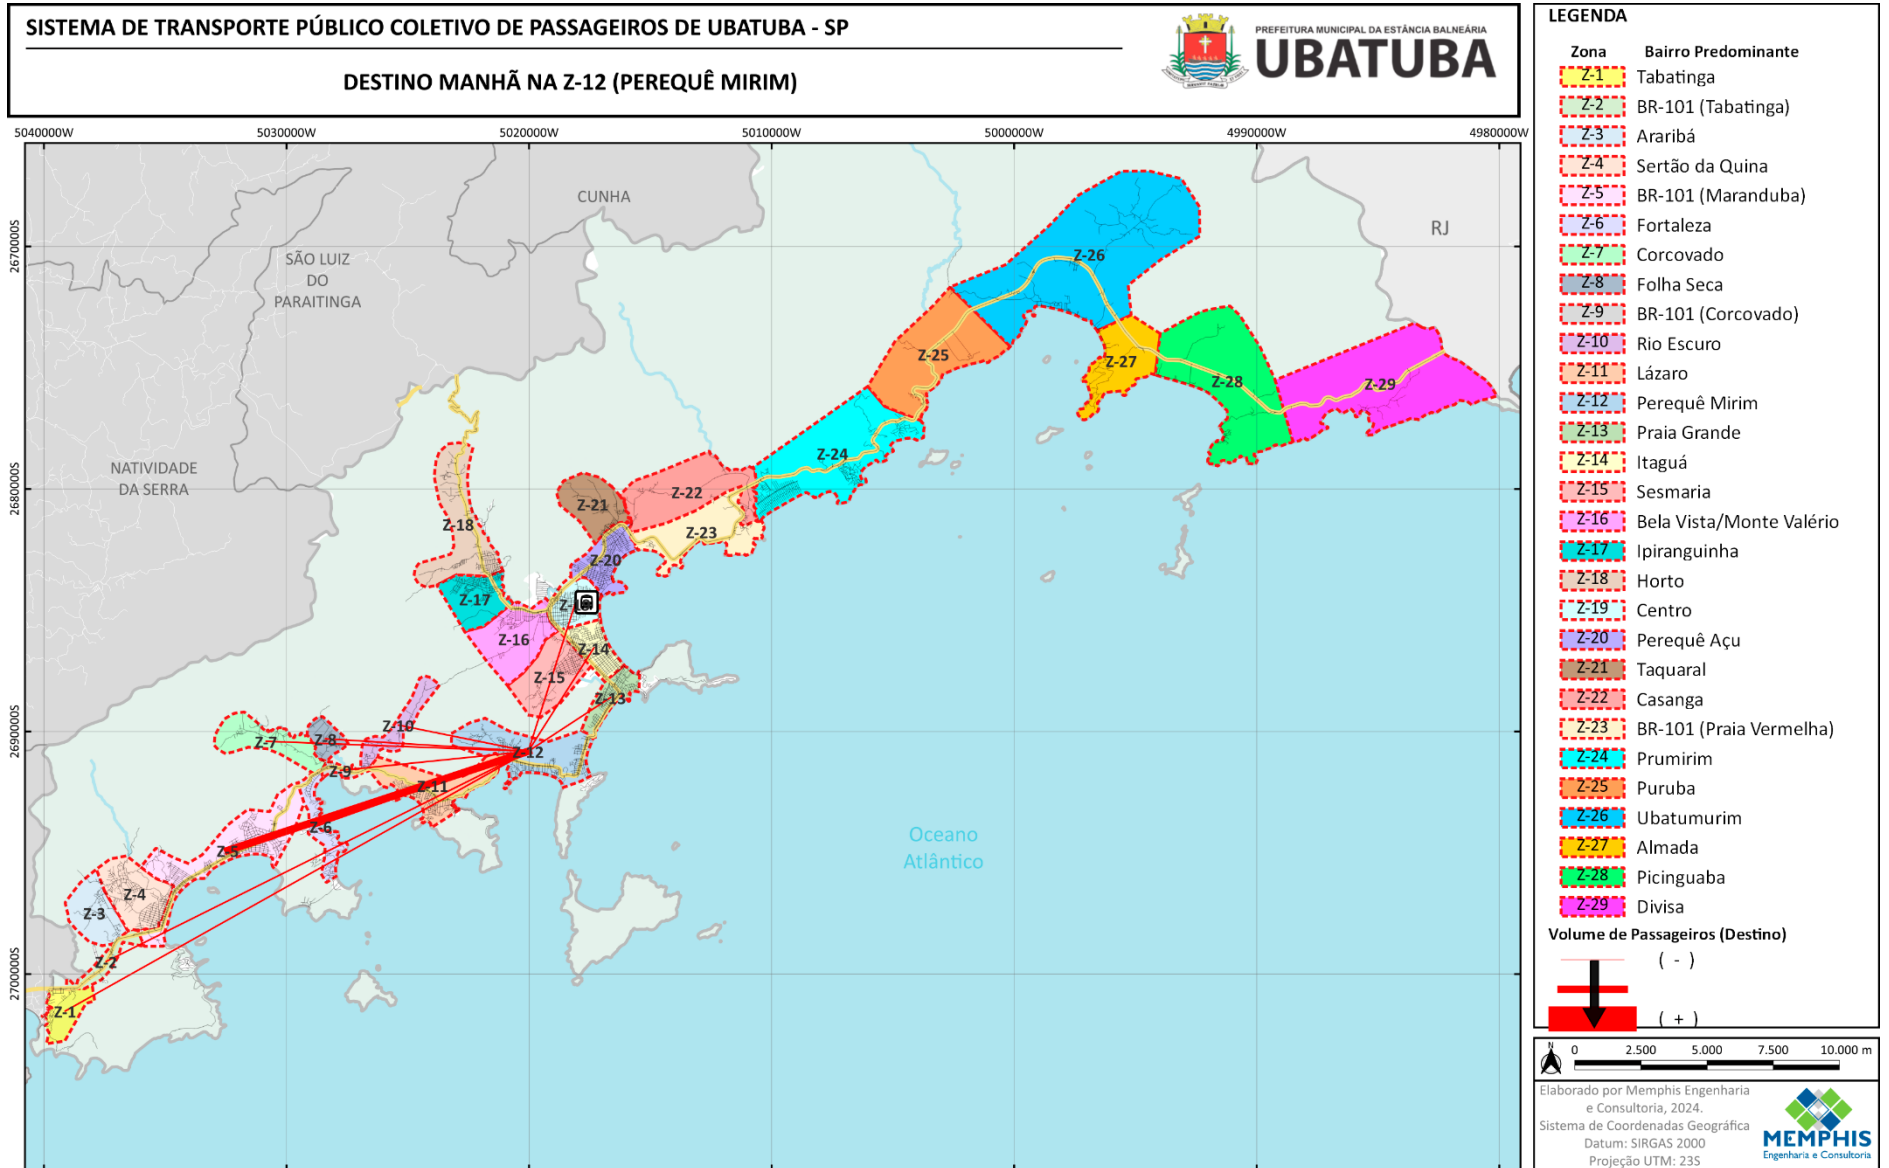 SISTEMA DE TRANSPORTE PÚBLICO COLETIVO DE PASSAGEIROS DE UBATUBA - SP
DESTINO MANHÃ NA Z-12 (PEREQUÊ MIRIM)
PREFEITURA MUNICIPAL DA ESTÂNCIA BALNEÁRIA
UBATUBA
5040000W 5030000W 5020000W 5010000W 5000000W 4990000W 4980000W
2670000S
2680000S
2690000S
2700000S
CUNHA
RJ
SÃO LUIZ
DO
PARAITINGA
NATIVIDADE
DA SERRA
Z-26
Z-25
Z-27
Z-28
Z-29
Z-24
Z-22
Z-21
Z-23
Z-18
Z-20
Z-17
Z-16
Z-14
Z-15
Z-13
Z-10
Z-7
Z-8
Z-12
Z-9
Z-11
Z-6
Z-5
Z-4
Z-3
Z-2
Z-1
Oceano
Atlântico
LEGENDA
Zona Bairro Predominante
Z-1 Tabatinga
Z-2 BR-101 (Tabatinga)
Z-3 Araribá
Z-4 Sertão da Quina
Z-5 BR-101 (Maranduba)
Z-6 Fortaleza
Z-7 Corcovado
Z-8 Folha Seca
Z-9 BR-101 (Corcovado)
Z-10 Rio Escuro
Z-11 Lázaro
Z-12 Perequê Mirim
Z-13 Praia Grande
Z-14 Itaguá
Z-15 Sesmaria
Z-16 Bela Vista/Monte Valério
Z-17 Ipiranguinha
Z-18 Horto
Z-19 Centro
Z-20 Perequê Açu
Z-21 Taquaral
Z-22 Casanga
Z-23 BR-101 (Praia Vermelha)
Z-24 Prumirim
Z-25 Puruba
Z-26 Ubatumurim
Z-27 Almada
Z-28 Picinguaba
Z-29 Divisa
Volume de Passageiros (Destino)
( - )
( + )
N
0 2.500 5.000 7.500 10.000 m
Elaborado por Memphis Engenharia
e Consultoria, 2024.
Sistema de Coordenadas Geográfica
Datum: SIRGAS 2000
Projeção UTM: 23S
MEMPHIS
Engenharia e Consultoria